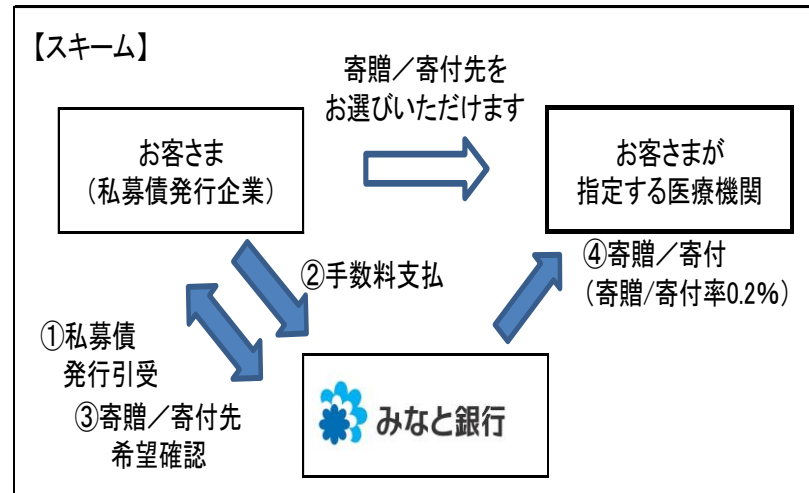 【スキーム】
寄贈／寄付先を
お選びいただけます
お客さま
（私募債発行企業）
お客さまが
指定する医療機関
②手数料支払
④寄贈／寄付
（寄贈/寄付率0.2%）
①私募債
発行引受
③寄贈／寄付先
希望確認
みなと銀行